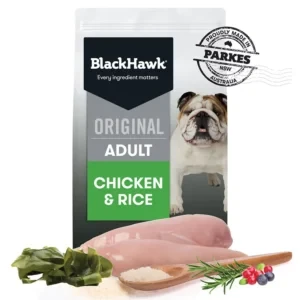 BlackHawk
Every ingredient matters
ORIGINAL
ADULT
CHICKEN
& RICE
PROUDLY MADE IN
PARKES
NSW
AUSTRALIA